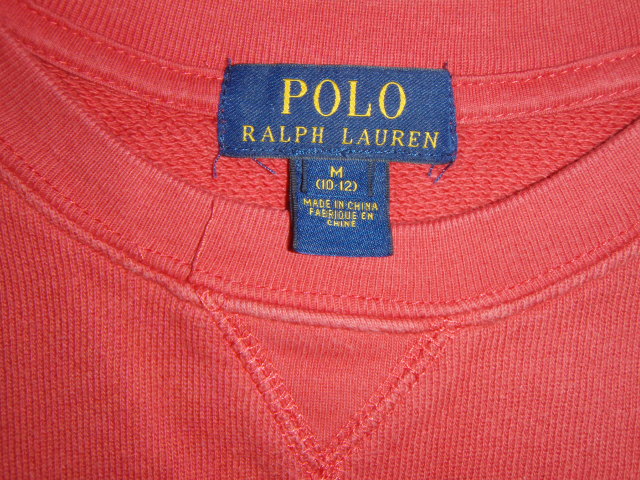 POLO
RALPH LAUREN
M
(10-12)
MADE IN CHINA
FABRIQUE EN
CHINE